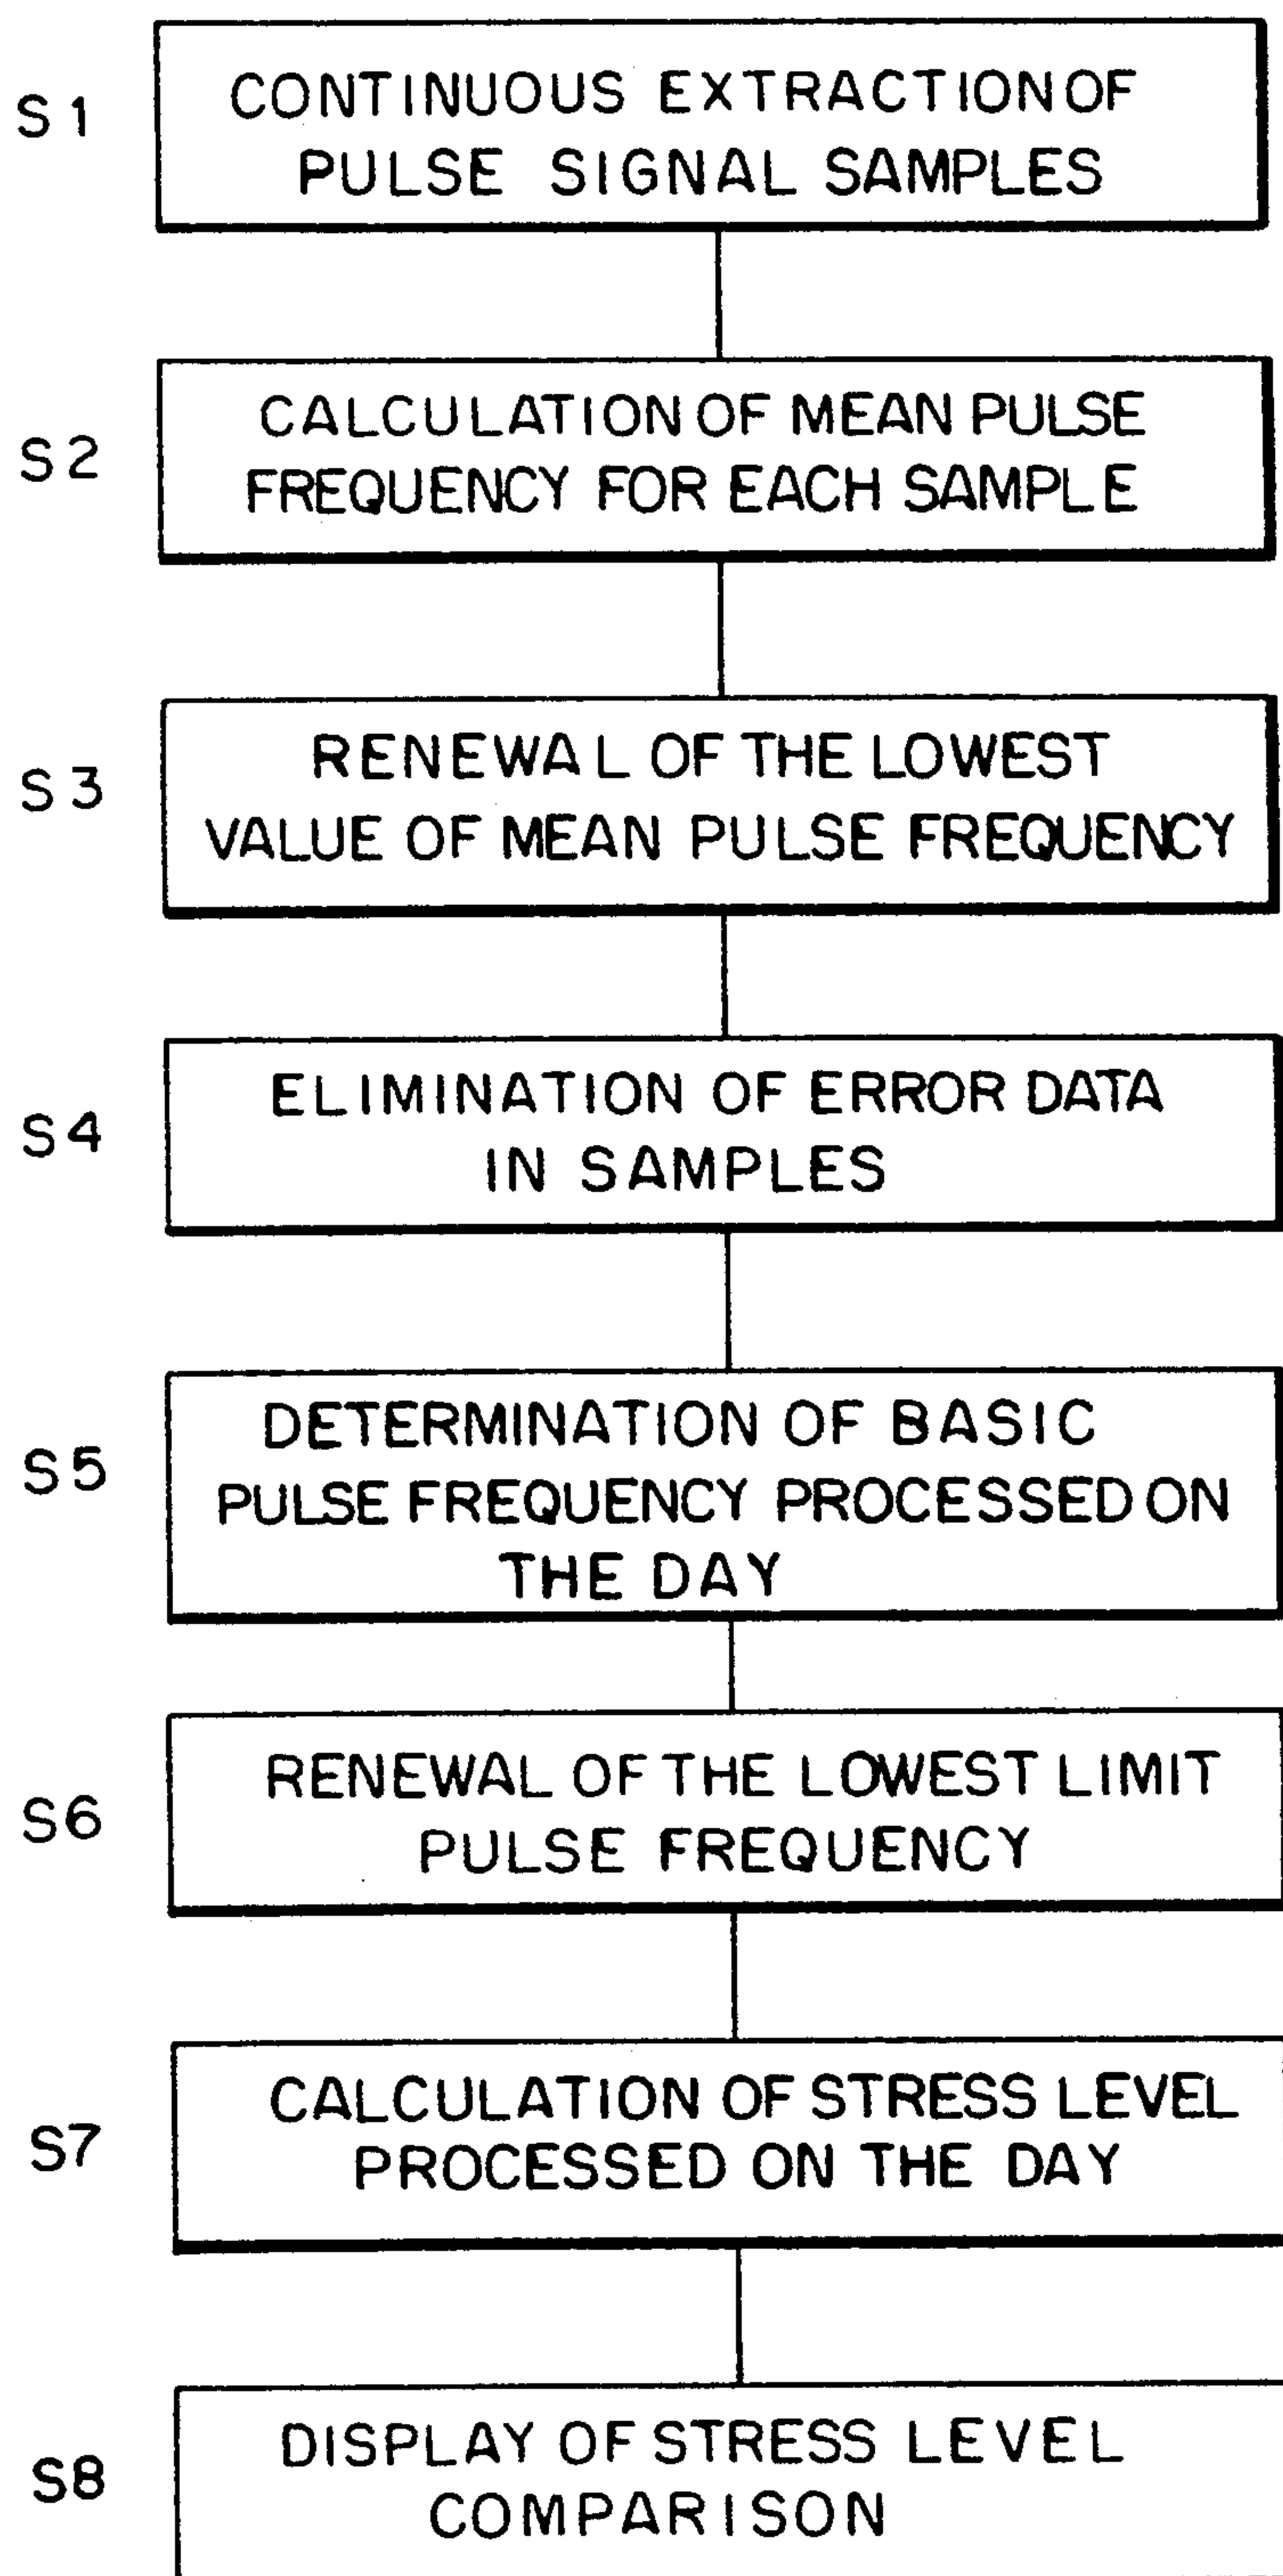 S1
CONTINUOUS EXTRACTION OF
PULSE SIGNAL SAMPLES
S2
CALCULATION OF MEAN PULSE
FREQUENCY FOR EACH SAMPLE
S3
RENEWAL OF THE LOWEST
VALUE OF MEAN PULSE FREQUENCY
S4
ELIMINATION OF ERROR DATA
IN SAMPLES
S5
DETERMINATION OF BASIC
PULSE FREQUENCY PROCESSED ON
THE DAY
S6
RENEWAL OF THE LOWEST LIMIT
PULSE FREQUENCY
S7
CALCULATION OF STRESS LEVEL
PROCESSED ON THE DAY
S8
DISPLAY OF STRESS LEVEL
COMPARISON